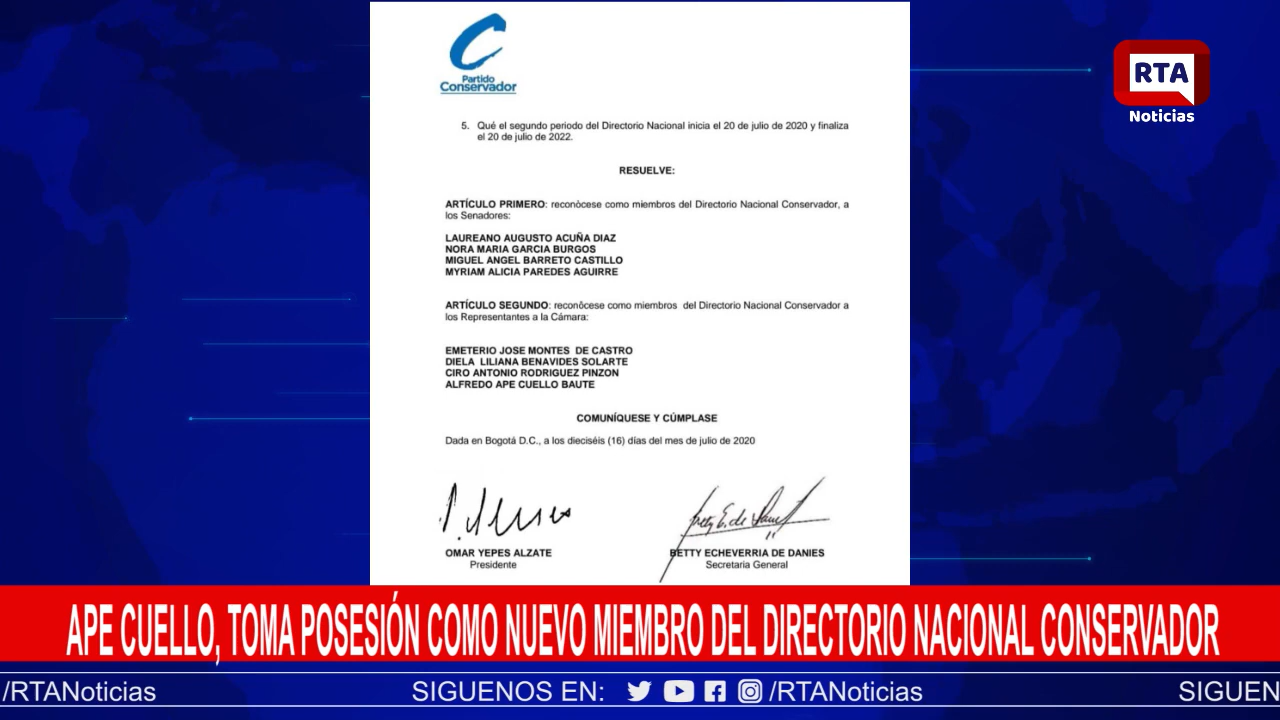 Partido
Conservador
RTA
Noticias
5. Qué el segundo periodo del Directorio Nacional inicia el 20 de julio de 2020 y finaliza
el 20 de julio de 2022.
RESUELVE:
ARTÍCULO PRIMERO: reconócese como miembros del Directorio Nacional Conservador, a
los Senadores:
LAUREANO AUGUSTO ACUÑA DIAZ
NORA MARIA GARCIA BURGOS
MIGUEL ANGEL BARRETO CASTILLO
MYRIAM ALICIA PAREDES AGUIRRE
ARTÍCULO SEGUNDO: reconócese como miembros del Directorio Nacional Conservador a
los Representantes a la Cámara:
EMETERIO JOSE MONTES DE CASTRO
DIELA LILIANA BENAVIDES SOLARTE
CIRO ANTONIO RODRIGUEZ PINZON
ALFREDO APE CUELLO BAUTE
COMUNÍQUESE Y CÚMPLASE
Dada en Bogotá D.C., a los dieciséis (16) días del mes de julio de 2020
OMAR YEPES ALZATE
Presidente
BETTY ECHEVERRIA DE DANIES
Secretaria General
APE CUELLO, TOMA POSESIÓN COMO NUEVO MIEMBRO DEL DIRECTORIO NACIONAL CONSERVADOR
/RTANoticias SIGUENOS EN: /RTANoticias SIGUEN